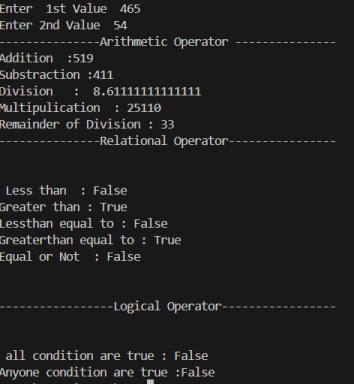 Enter  1st Value  465
Enter 2nd Value  54
--------------Arithmetic Operator --------------
Addition  :519
Substraction :411
Division   :  8.61111111111111
Multipulication  : 25110
Remainder of Division : 33
--------------Relational Operator---------------
 Less than  : False
Greater than : True
Lessthan equal to : False
Greaterthan equal to : True
Equal or Not  : False
----------------Logical Operator----------------
 all condition are true : False
Anyone condition are true :False